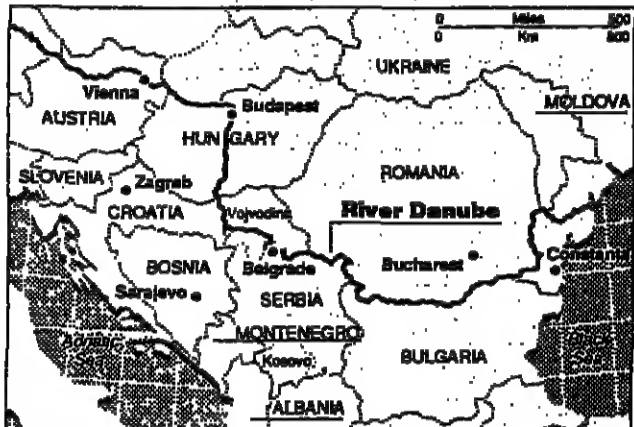 0 Miles 500
0 Km 800
UKRAINE
MOLDOVA
Vienna
Budapest
AUSTRIA
HUNGARY
SLOVENIA
Zagreb
ROMANIA
CROATIA
Vojvodina
River Danube
BOSNIA
Belgrade
Bucharest
Constanta
Sarajevo
SERBIA
MONTENEGRO
Adriatic
Sea
Black
Sea
Kosovo
BULGARIA
ALBANIA